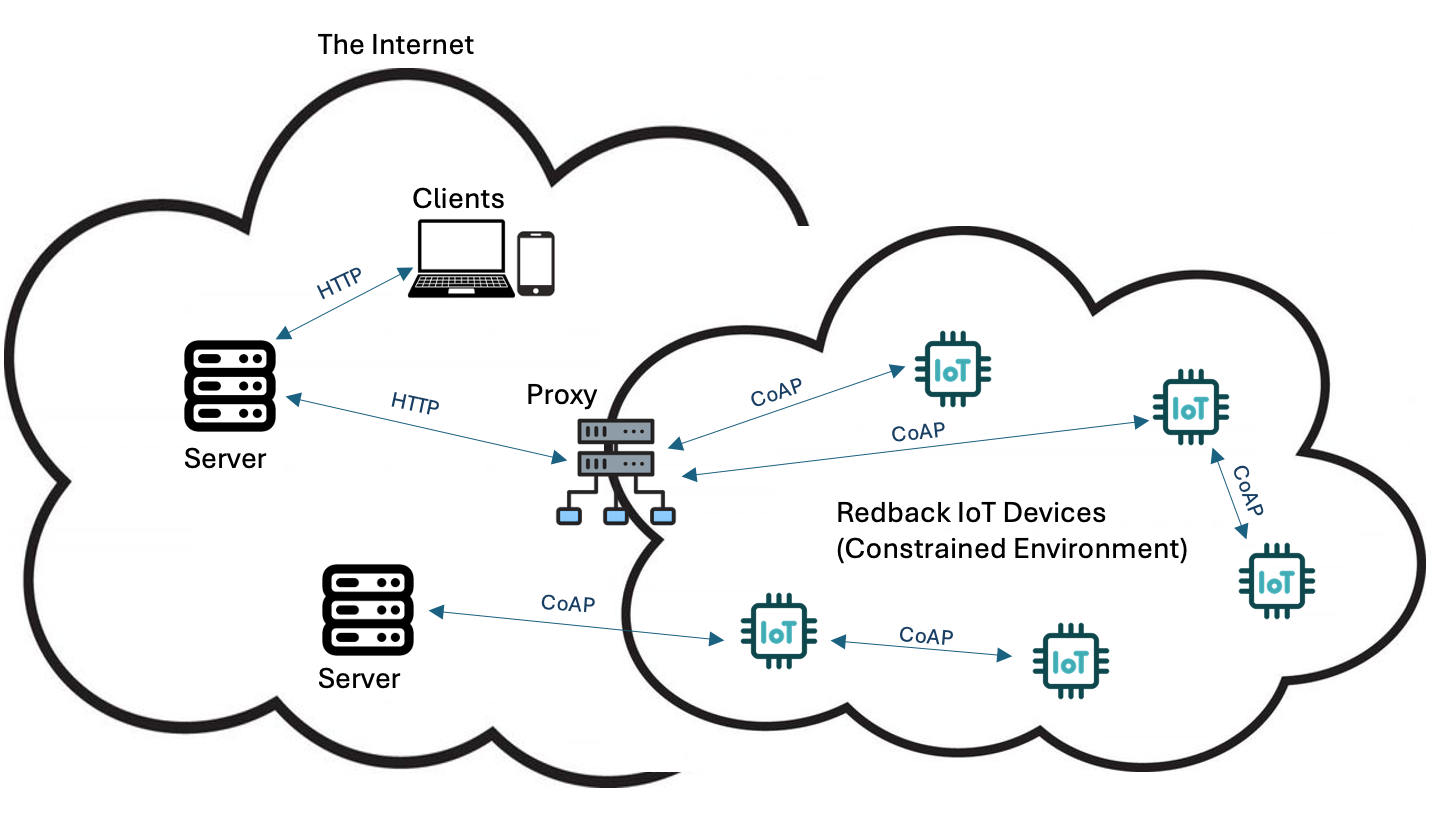 The Internet
Clients
HTTP
HTTP
Server
Proxy
CoAP
CoAP
IoT
IoT
CoAP
Redback IoT Devices
(Constrained Environment)
IoT
CoAP
Server
IoT
CoAP
IoT